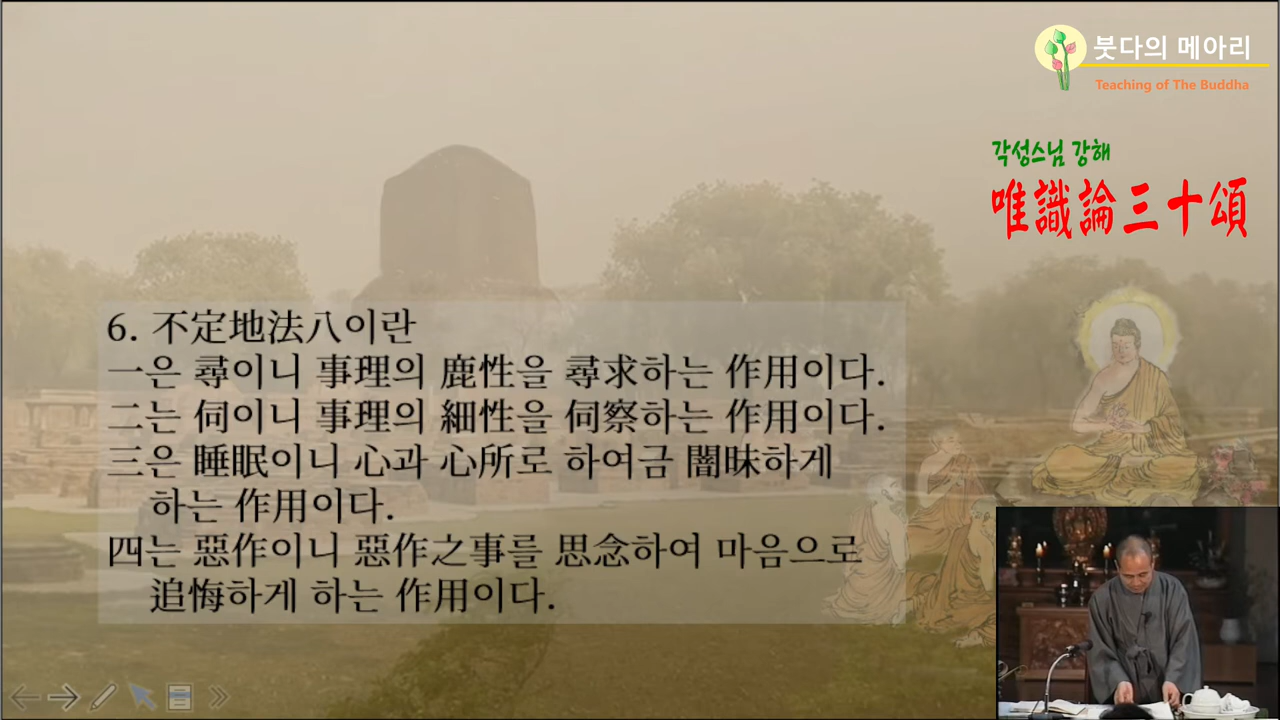 붓다의 메아리
Teaching of The Buddha
각성스님 강해
唯識論三十頌
6. 不定地法八이란
一은 尋이니 事理의 鹿性을 尋求하는 作用이다.
二는 伺이니 事理의 細性을 伺察하는 作用이다.
三은 睡眠이니 心과 心所로 하여금 闇昧하게
하는 作用이다.
四는 惡作이니 惡作之事를 思念하여 마음으로
追悔하게 하는 作用이다.